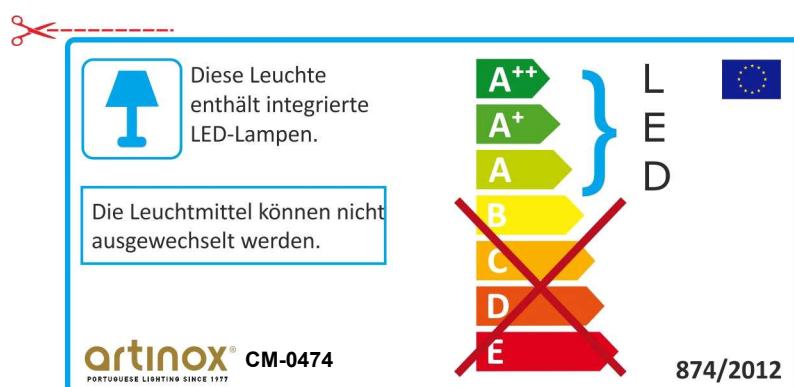 Diese Leuchte
enthält integrierte
LED-Lampen.
Die Leuchtmittel können nicht
ausgewechselt werden.
A++
A+
A
B
C
D
E
L
E
D
artinox® CM-0474
PORTUGUESE LIGHTING SINCE 1977
874/2012